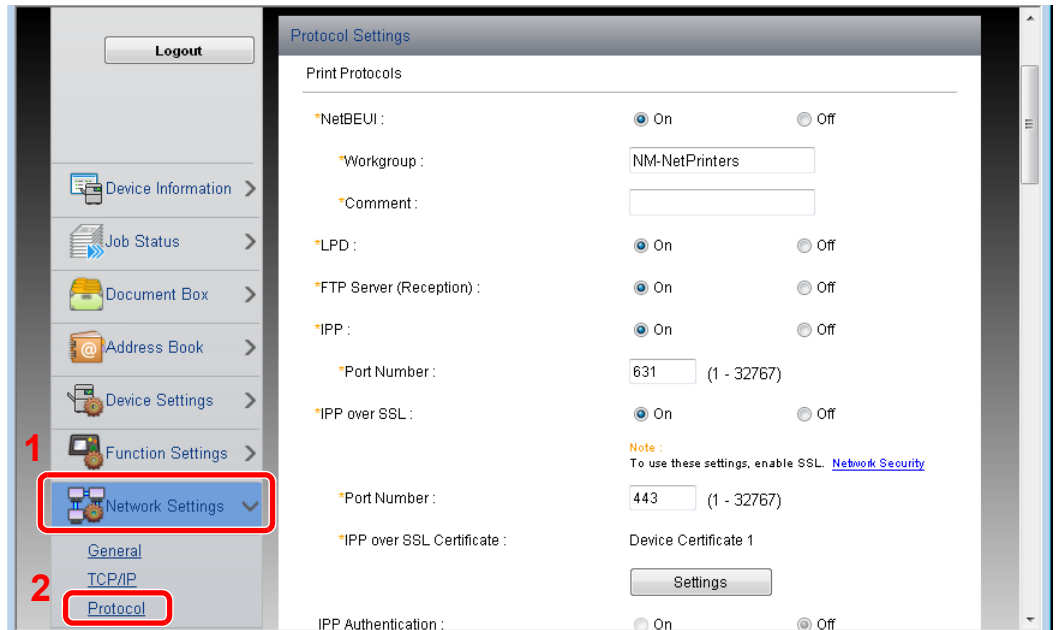 Logout
Device Information
Job Status
Document Box
Address Book
Device Settings
1
Function Settings
Network Settings
General
2
TCP/IP
Protocol
Protocol Settings
Print Protocols
*NetBEUI : On Off
*Workgroup : NM-NetPrinters
*Comment :
*LPD : On Off
*FTP Server (Reception) : On Off
*IPP : On Off
*Port Number : 631 (1 - 32767)
*IPP over SSL : On Off
Note :
To use these settings, enable SSL. Network Security
*Port Number : 443 (1 - 32767)
*IPP over SSL Certificate : Device Certificate 1
Settings
IPP Authentication : On Off